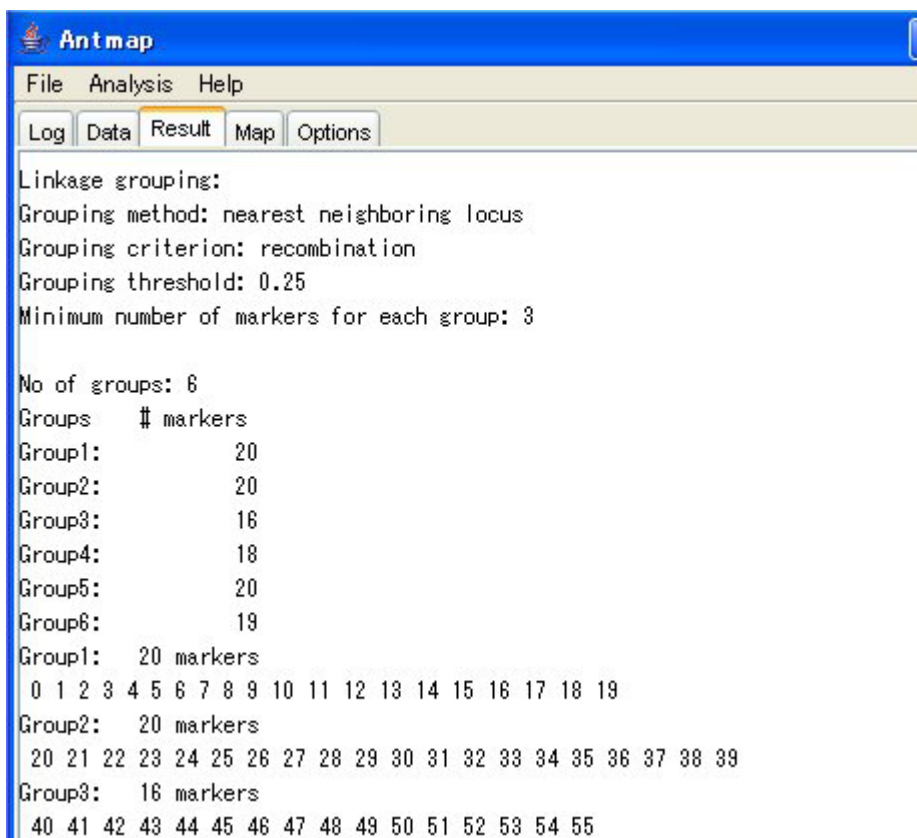 Antmap
File Analysis Help
Log Data Result Map Options
Linkage grouping:
Grouping method: nearest neighboring locus
Grouping criterion: recombination
Grouping threshold: 0.25
Minimum number of markers for each group: 3
No of groups: 6
Groups # markers
Group1: 20
Group2: 20
Group3: 16
Group4: 18
Group5: 20
Group6: 19
Group1: 20 markers
0 1 2 3 4 5 6 7 8 9 10 11 12 13 14 15 16 17 18 19
Group2: 20 markers
20 21 22 23 24 25 26 27 28 29 30 31 32 33 34 35 36 37 38 39
Group3: 16 markers
40 41 42 43 44 45 46 47 48 49 50 51 52 53 54 55